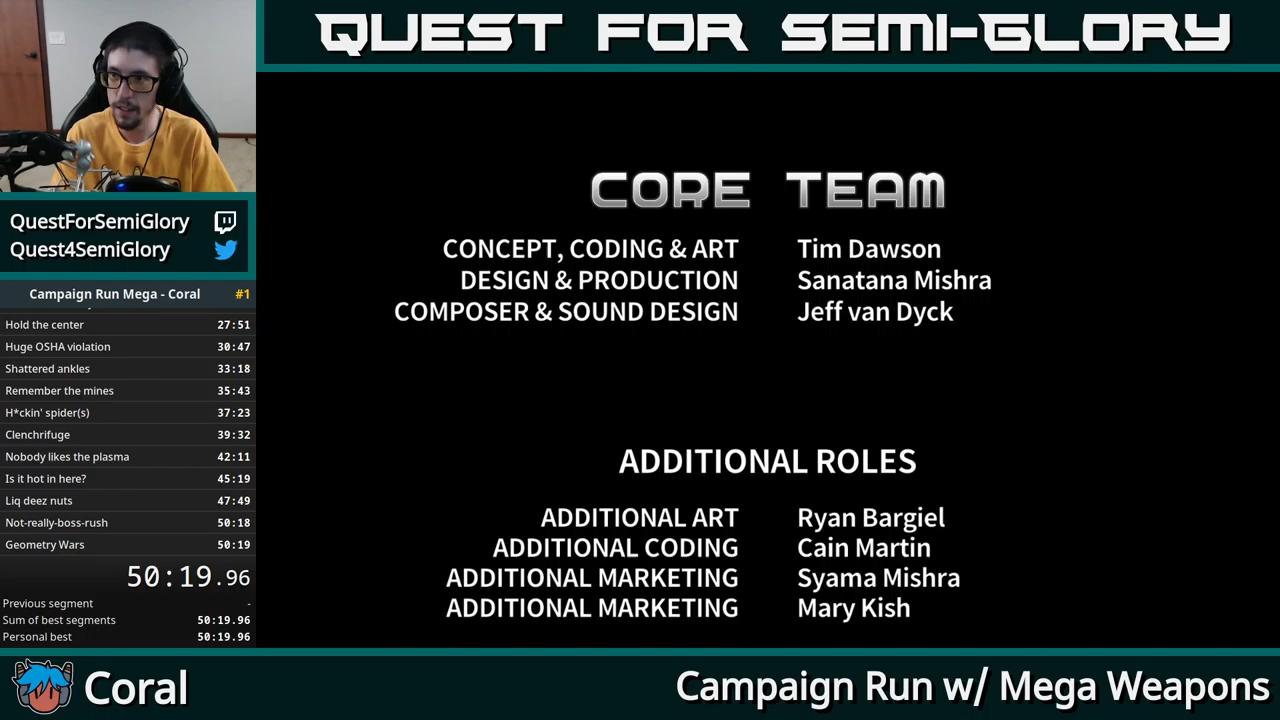 QUEST FOR SEMI-GLORY
QuestForSemiGlory
Quest4SemiGlory
Campaign Run Mega - Coral #1
Hold the center 27:51
Huge OSHA violation 30:47
Shattered ankles 33:18
Remember the mines 35:43
H*ckin' spider(s) 37:23
Clenchrifuge 39:32
Nobody likes the plasma 42:11
Is it hot in here? 45:19
Liq deez nuts 47:49
Not-really-boss-rush 50:18
Geometry Wars 50:19
50:19.96
Previous segment -
Sum of best segments 50:19.96
Personal best 50:19.96
CORE TEAM
CONCEPT, CODING & ART Tim Dawson
DESIGN & PRODUCTION Sanatana Mishra
COMPOSER & SOUND DESIGN Jeff van Dyck
ADDITIONAL ROLES
ADDITIONAL ART Ryan Bargiel
ADDITIONAL CODING Cain Martin
ADDITIONAL MARKETING Syama Mishra
ADDITIONAL MARKETING Mary Kish
Coral
Campaign Run w/ Mega Weapons